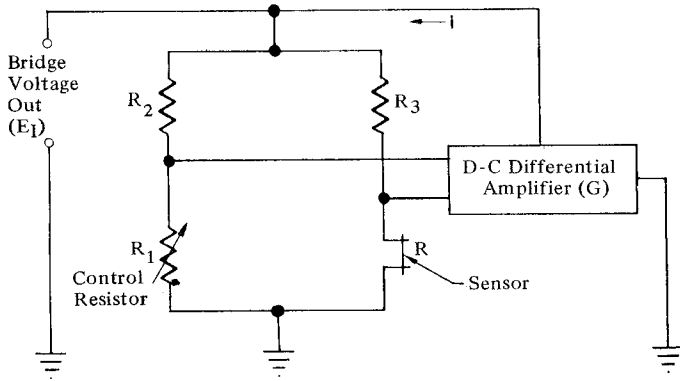 i
Bridge
Voltage
Out
(E_I)
R_2
R_3
D-C Differential
Amplifier (G)
R_1
Control
Resistor
R
Sensor